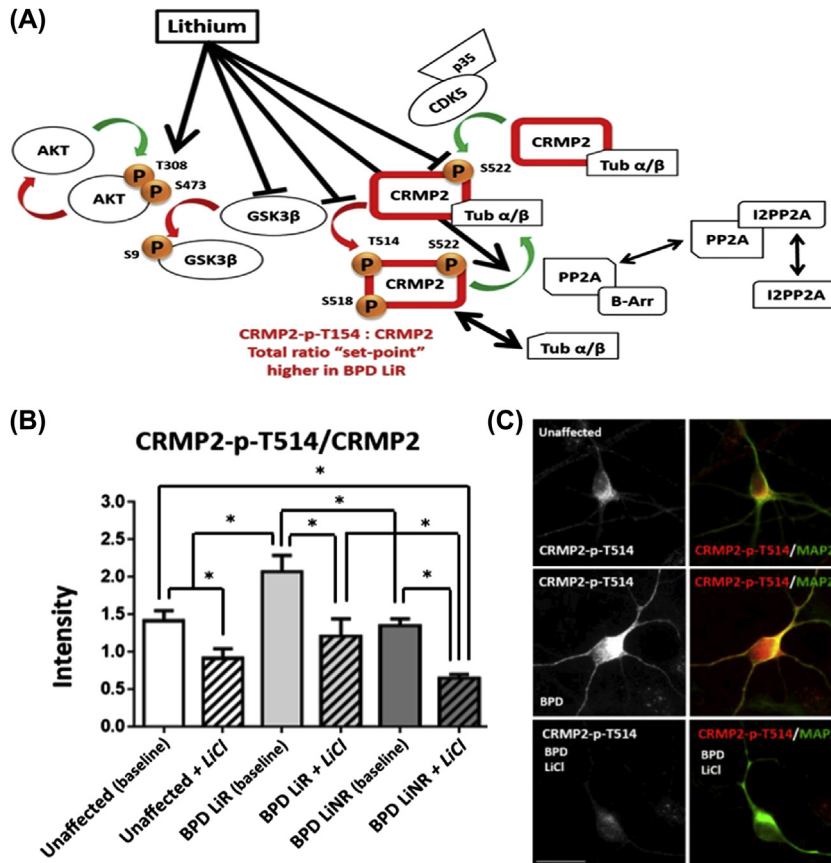 (A)
Lithium
p35
CDK5
CRMP2
Tub α/β
AKT
P
T308
P
S473
AKT
P
S522
CRMP2
Tub α/β
GSK3β
P
S9
GSK3β
T514
S522
P
P
CRMP2
S518
P
I2PP2A
PP2A
PP2A
B-Arr
I2PP2A
Tub α/β
CRMP2-p-T154 : CRMP2
Total ratio “set-point”
higher in BPD LiR
(B)
CRMP2-p-T514/CRMP2
Intensity
3.0
2.5
2.0
1.5
1.0
0.5
0.0
*
*
*
*
*
*
*
Unaffected (baseline)
Unaffected + LiCl
BPD LiR (baseline)
BPD LiR + LiCl
BPD LiNR (baseline)
BPD LiNR + LiCl
(C)
Unaffected
CRMP2-p-T514
CRMP2-p-T514/MAP2
CRMP2-p-T514
CRMP2-p-T514/MAP2
BPD
CRMP2-p-T514
BPD
LiCl
CRMP2-p-T514/MAP2
BPD
LiCl